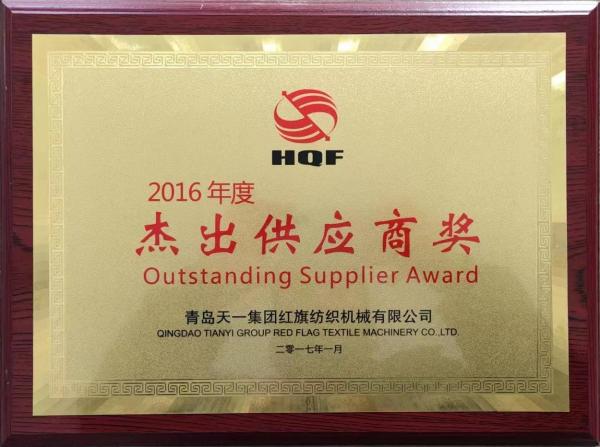 HQF
2016年度
杰出供应商奖
Outstanding Supplier Award
青岛天一集团红旗纺织机械有限公司
QINGDAO TIANYI GROUP RED FLAG TEXTILE MACHINERY CO.,LTD.
二零一七年一月